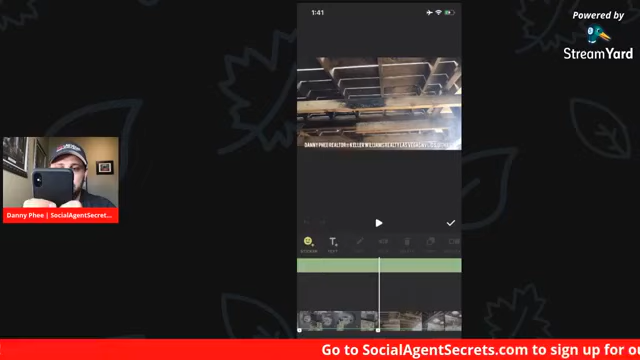 1:41
Powered by
StreamYard
DANNY PHEE REALTOR
KELLER WILLIAMS REALTY LAS VEGAS
STICKER
TEXT
Danny Phee | SocialAgentSecret...
Go to SocialAgentSecrets.com to sign up for ou